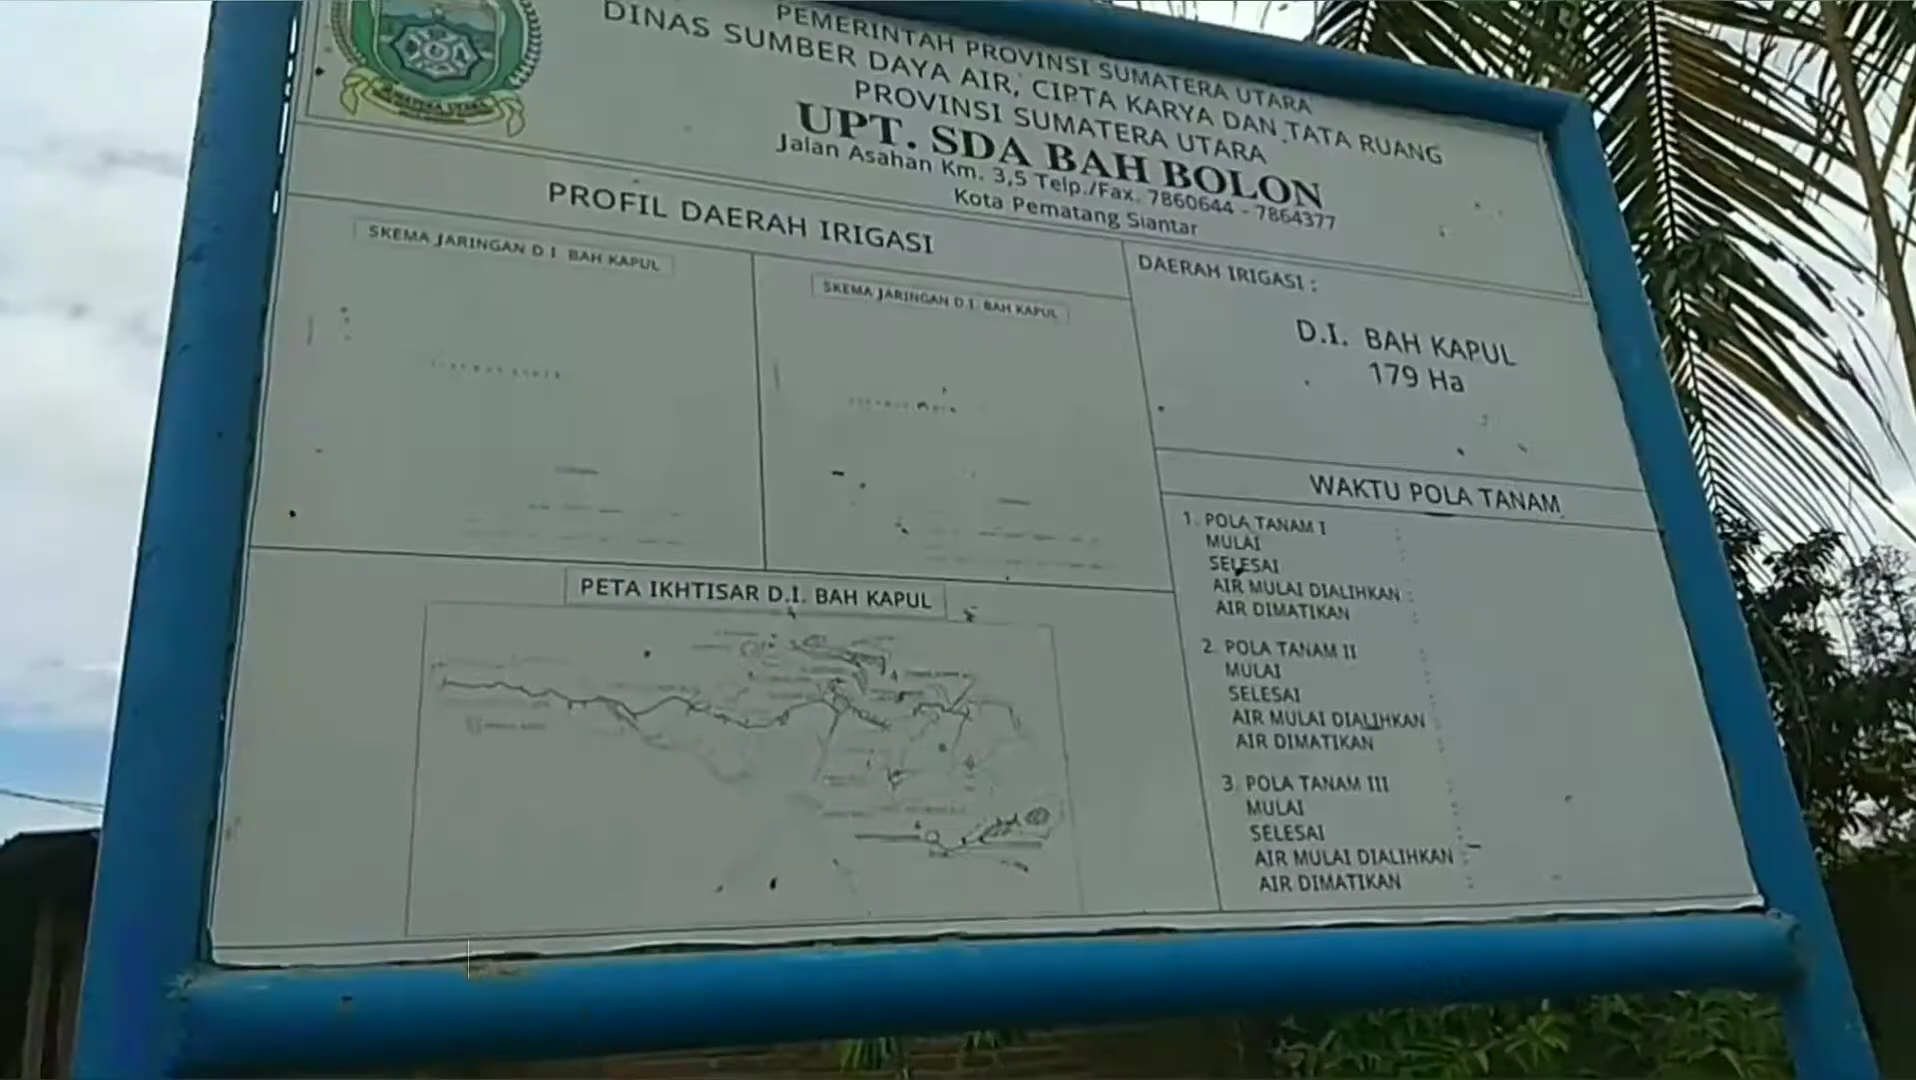 PEMERINTAH PROVINSI SUMATERA UTARA
DINAS SUMBER DAYA AIR, CIPTA KARYA DAN TATA RUANG
PROVINSI SUMATERA UTARA
UPT. SDA BAH BOLON
Jalan Asahan Km. 3,5 Telp./Fax. 7860644 - 7864377
Kota Pematang Siantar
SUMATERA UTARA
PROFIL DAERAH IRIGASI
SKEMA JARINGAN D I BAH KAPUL
SKEMA JARINGAN D.I. BAH KAPUL
PETA IKHTISAR D.I. BAH KAPUL
DAERAH IRIGASI :
D.I. BAH KAPUL
179 Ha
WAKTU POLA TANAM
1. POLA TANAM I
MULAI :
SELESAI :
AIR MULAI DIALIHKAN :
AIR DIMATIKAN :
2. POLA TANAM II
MULAI :
SELESAI :
AIR MULAI DIALIHKAN :
AIR DIMATIKAN :
3. POLA TANAM III
MULAI :
SELESAI :
AIR MULAI DIALIHKAN :
AIR DIMATIKAN :